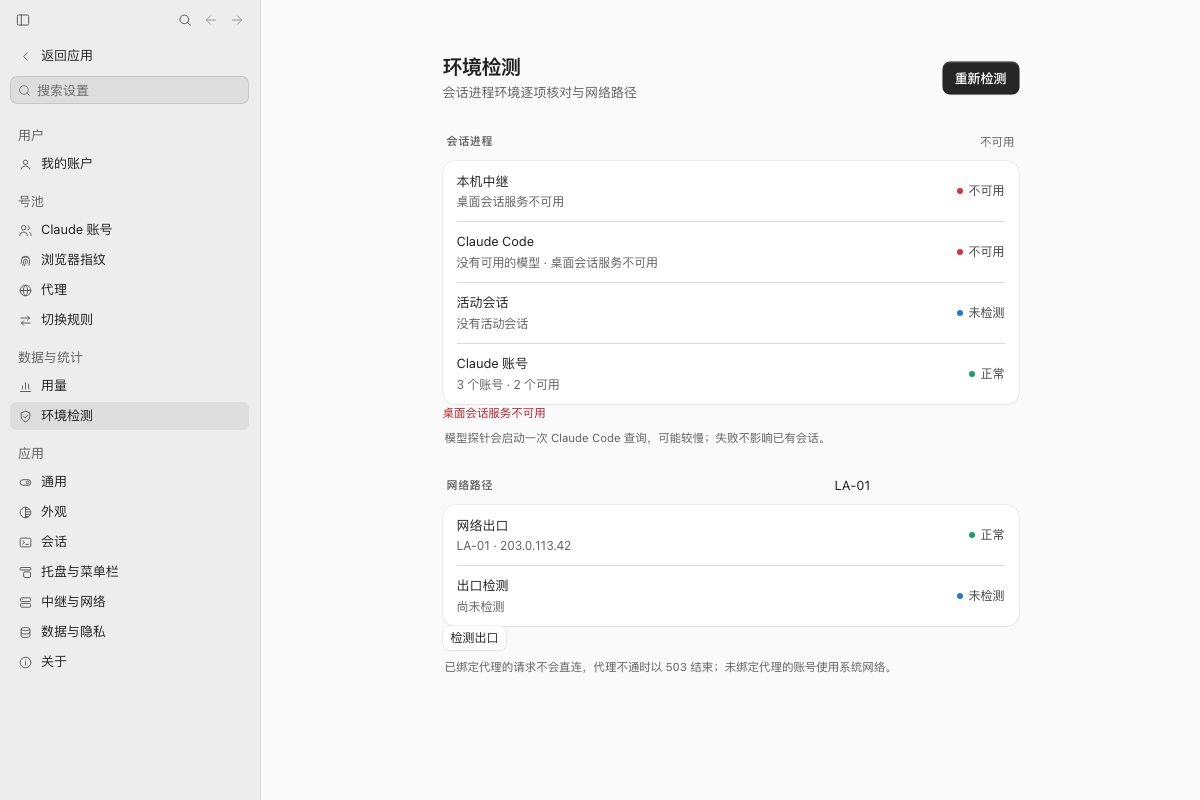 返回应用
搜索设置
用户
我的账户
号池
Claude 账号
浏览器指纹
代理
切换规则
数据与统计
用量
环境检测
应用
通用
外观
会话
托盘与菜单栏
中继与网络
数据与隐私
关于
环境检测
会话进程环境逐项核对与网络路径
重新检测
会话进程
不可用
本机中继
桌面会话服务不可用
不可用
Claude Code
没有可用的模型 · 桌面会话服务不可用
不可用
活动会话
没有活动会话
未检测
Claude 账号
3 个账号 · 2 个可用
正常
桌面会话服务不可用
模型探针会启动一次 Claude Code 查询，可能较慢；失败不影响已有会话。
网络路径
LA-01
网络出口
LA-01 · 203.0.113.42
正常
出口检测
尚未检测
未检测
检测出口
已绑定代理的请求不会直连，代理不通时以 503 结束；未绑定代理的账号使用系统网络。